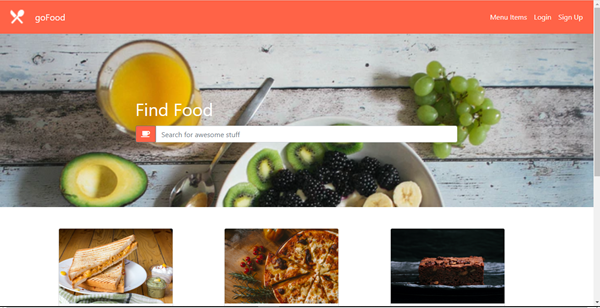 goFood
Menu Items Login Sign Up
Find Food
Search for awesome stuff